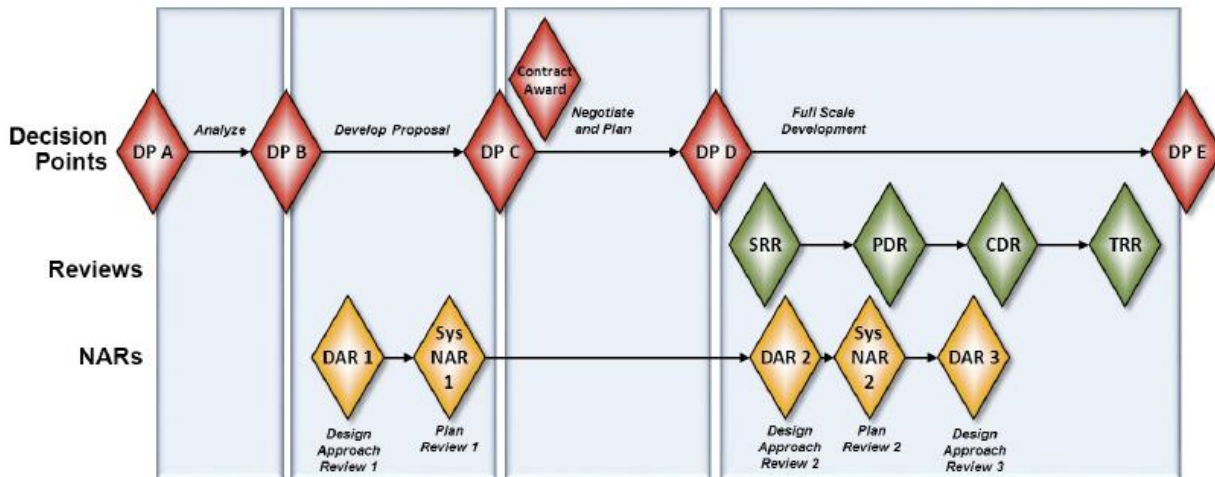 Contract
Award
Decision
Points
DP A
Analyze
DP B
Develop Proposal
DP C
Negotiate
and Plan
DP D
Full Scale
Development
DP E
Reviews
SRR
PDR
CDR
TRR
NARs
DAR 1
Sys
NAR
1
DAR 2
Sys
NAR
2
DAR 3
Design
Approach
Review 1
Plan
Review 1
Design
Approach
Review 2
Plan
Review 2
Design
Approach
Review 3